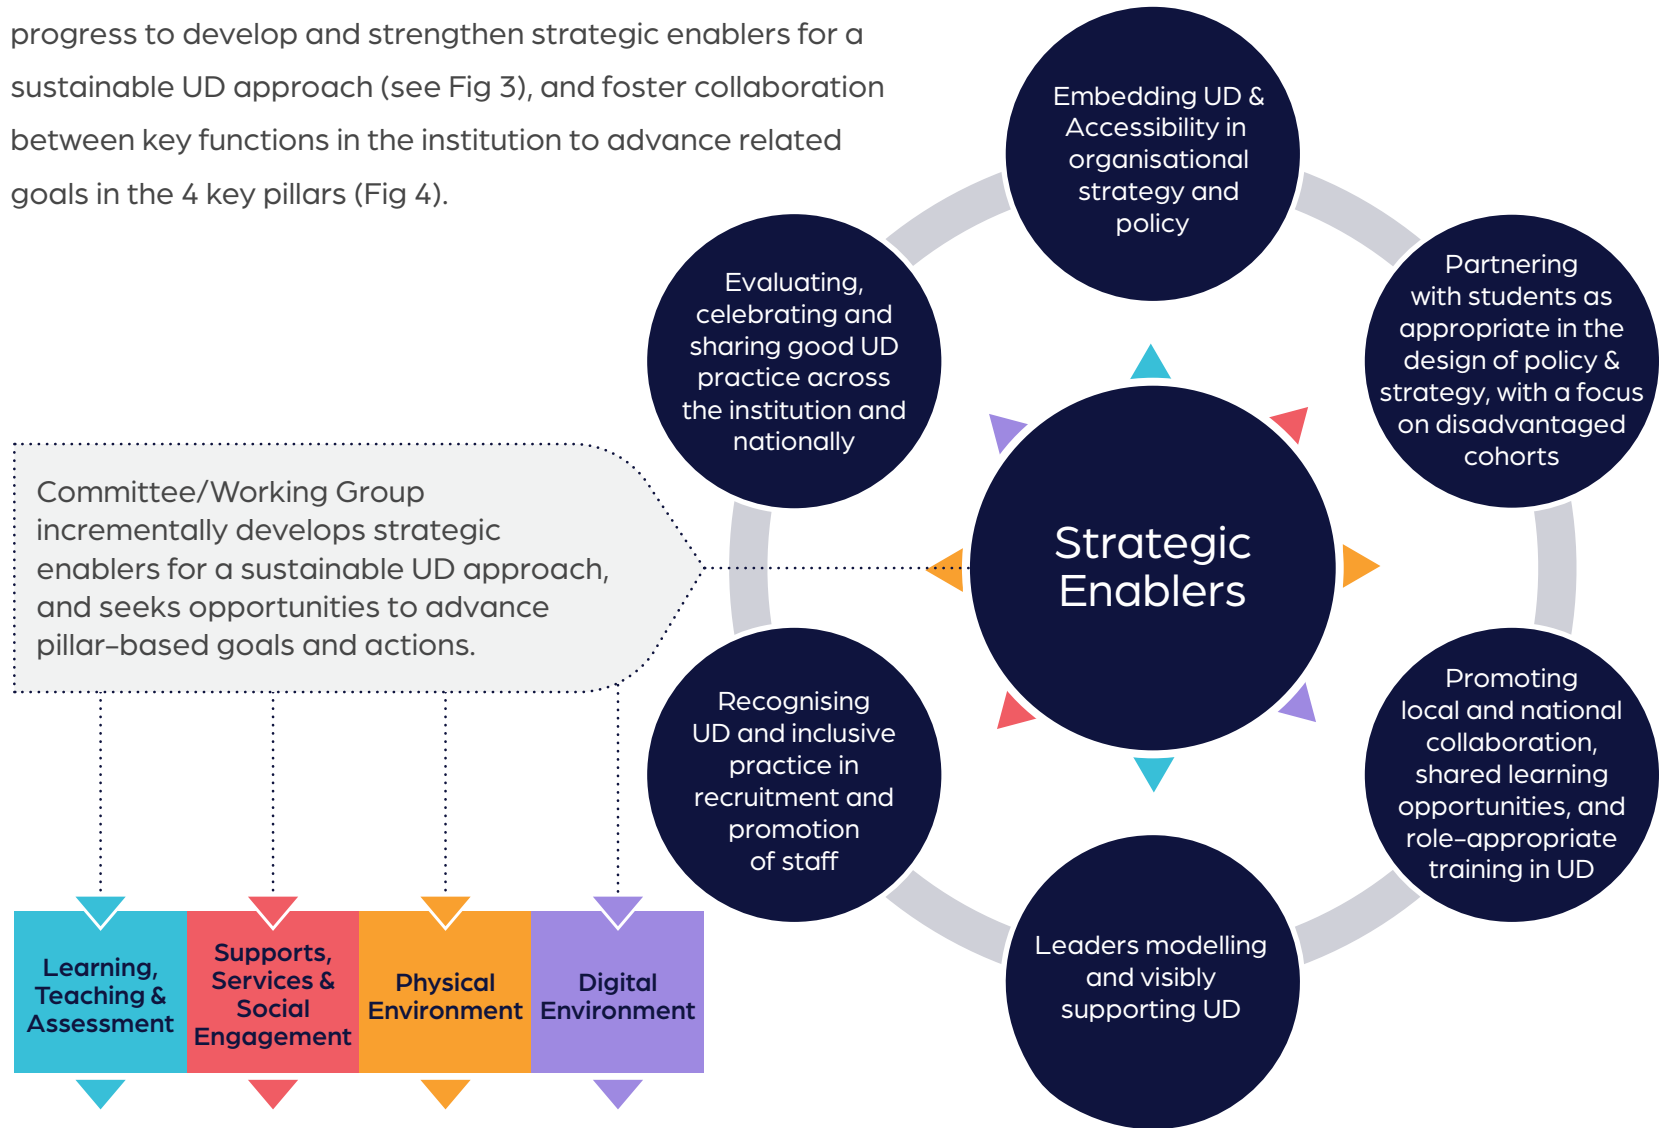 progress to develop and strengthen strategic enablers for a
sustainable UD approach (see Fig 3), and foster collaboration
between key functions in the institution to advance related
goals in the 4 key pillars (Fig 4).
Embedding UD &
Accessibility in
organisational
strategy and
policy
Partnering
with students as
appropriate in the
design of policy &
strategy, with a focus
on disadvantaged
cohorts
Promoting
local and national
collaboration,
shared learning
opportunities, and
role-appropriate
training in UD
Leaders modelling
and visibly
supporting UD
Recognising
UD and inclusive
practice in
recruitment and
promotion
of staff
Evaluating,
celebrating and
sharing good UD
practice across
the institution and
nationally
Strategic
Enablers
Committee/Working Group
incrementally develops strategic
enablers for a sustainable UD approach,
and seeks opportunities to advance
pillar-based goals and actions.
Learning,
Teaching &
Assessment
Supports,
Services &
Social
Engagement
Physical
Environment
Digital
Environment